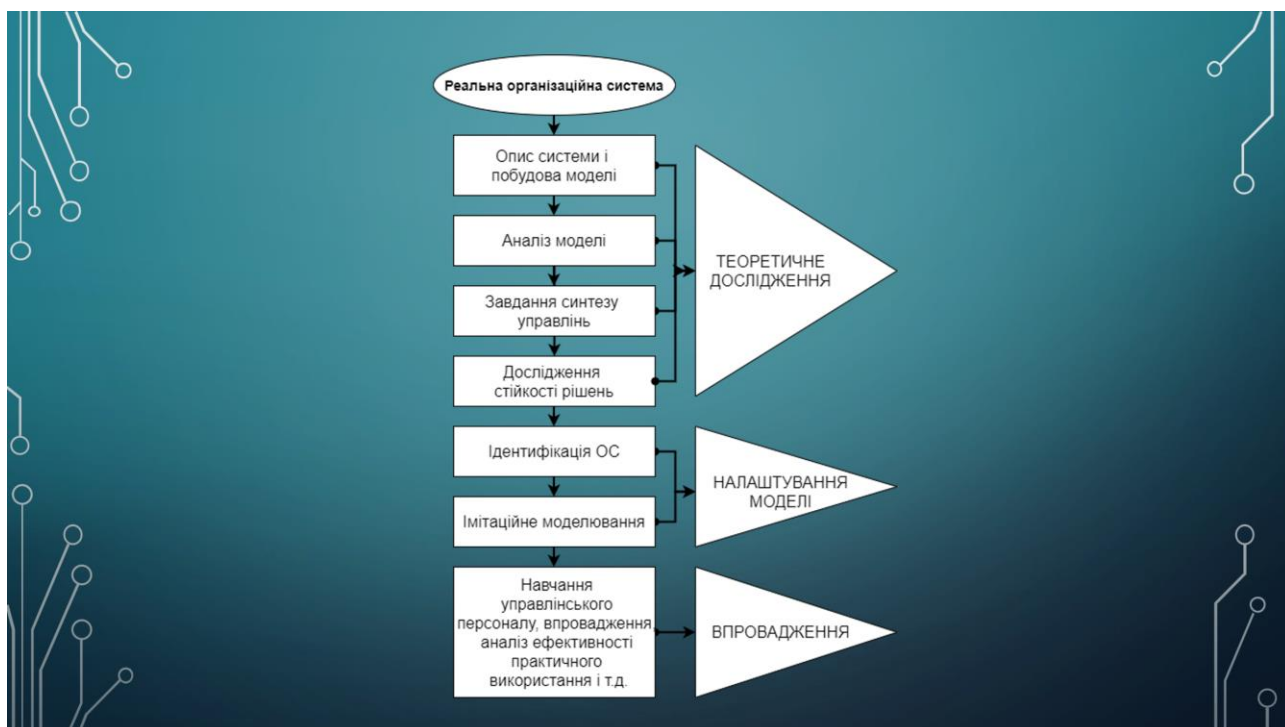 Реальна організаційна система
Опис системи і
побудова моделі
Аналіз моделі
Завдання синтезу
управлінь
Дослідження
стійкості рішень
ТЕОРЕТИЧНЕ
ДОСЛІДЖЕННЯ
Ідентифікація ОС
Імітаційне моделювання
НАЛАШТУВАННЯ
МОДЕЛІ
Навчання
управлінського
персоналу, впровадження
аналіз ефективності
практичного
використання і т.д.
ВПРОВАДЖЕННЯ